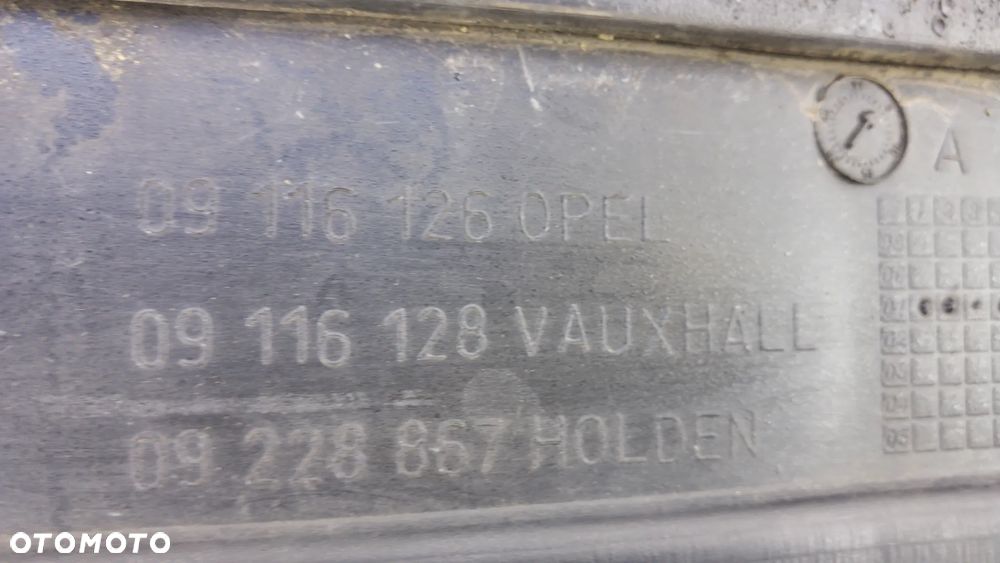 A
09 116 126 OPEL
09 116 128 VAUXHALL
09 228 867 HOLDEN
OTOMOTO